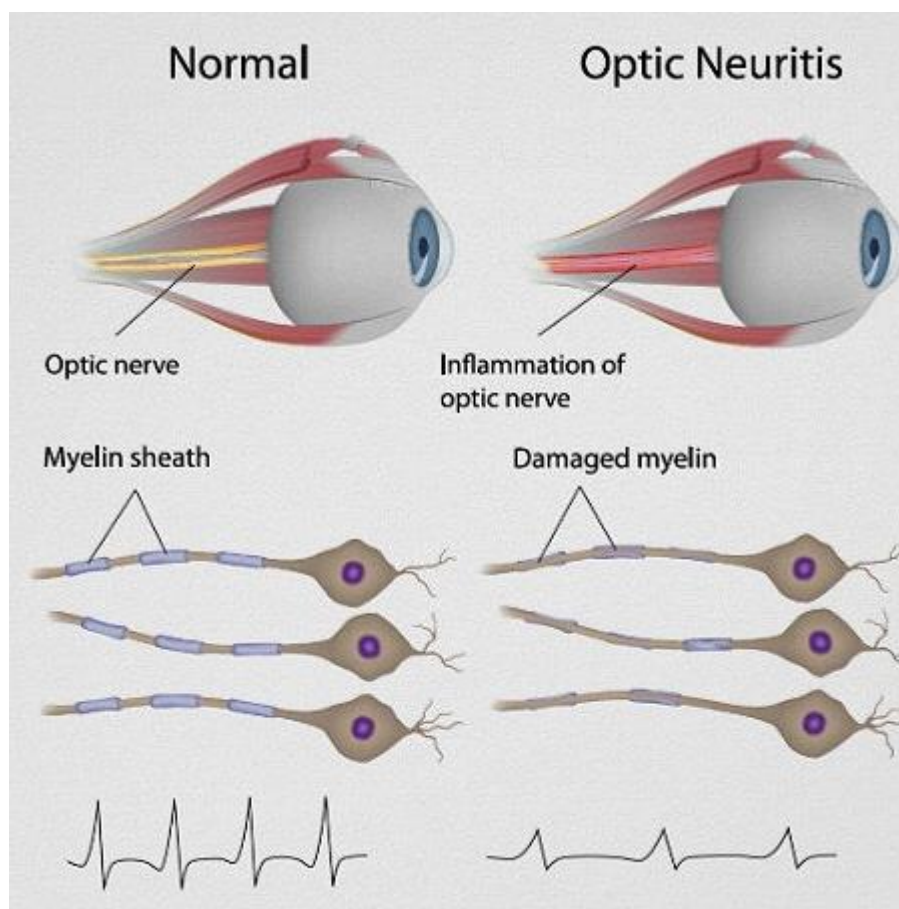 Normal
Optic Neuritis
Optic nerve
Inflammation of
optic nerve
Myelin sheath
Damaged myelin